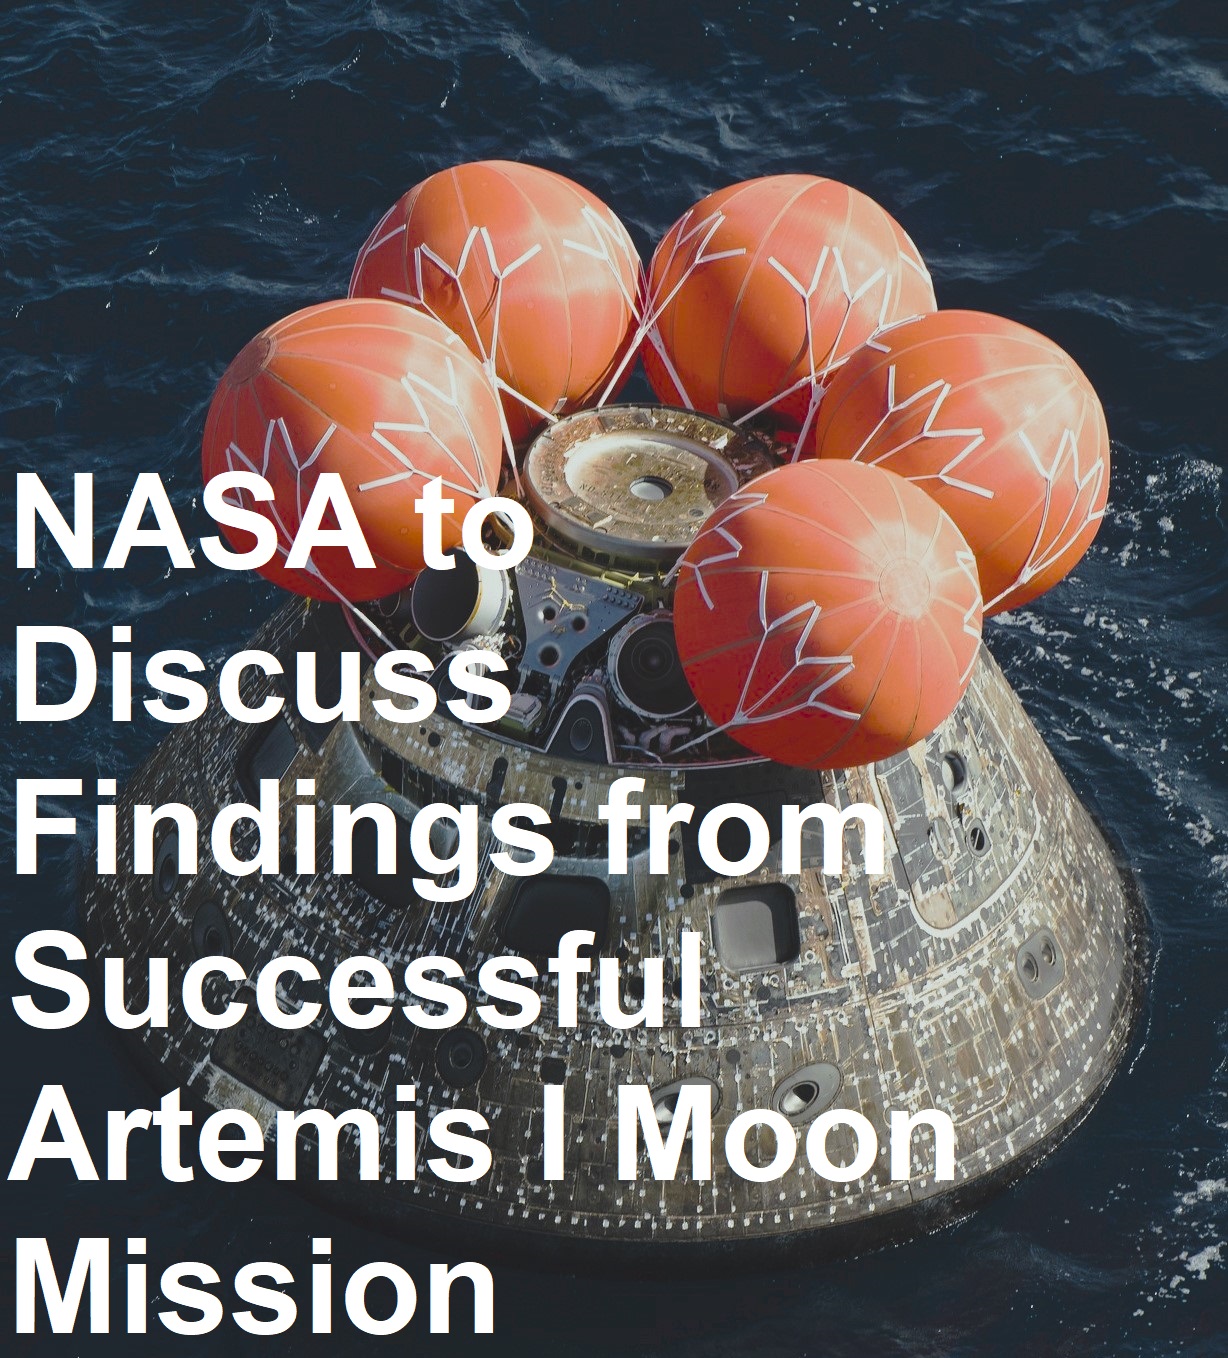 NASA to
Discuss
Findings from
Successful
Artemis I Moon
Mission